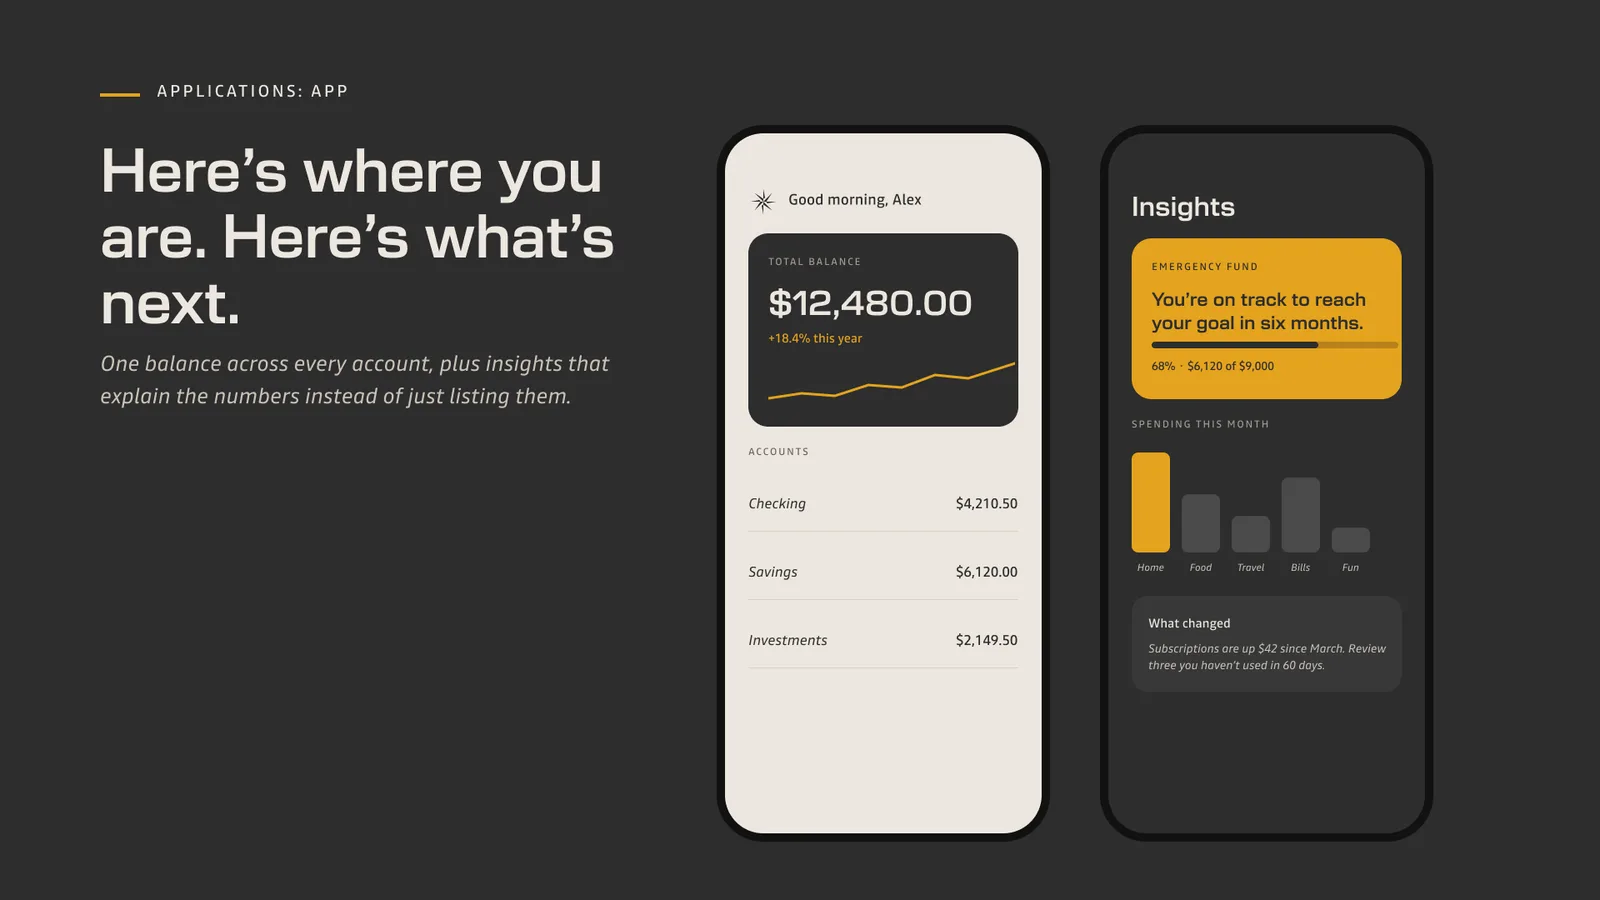 APPLICATIONS: APP
Here’s where you
are. Here’s what’s
next.
One balance across every account, plus insights that
explain the numbers instead of just listing them.
Good morning, Alex
TOTAL BALANCE
$12,480.00
+18.4% this year
ACCOUNTS
Checking $4,210.50
Savings $6,120.00
Investments $2,149.50
Insights
EMERGENCY FUND
You’re on track to reach
your goal in six months.
68% · $6,120 of $9,000
SPENDING THIS MONTH
Home Food Travel Bills Fun
What changed
Subscriptions are up $42 since March. Review
three you haven’t used in 60 days.